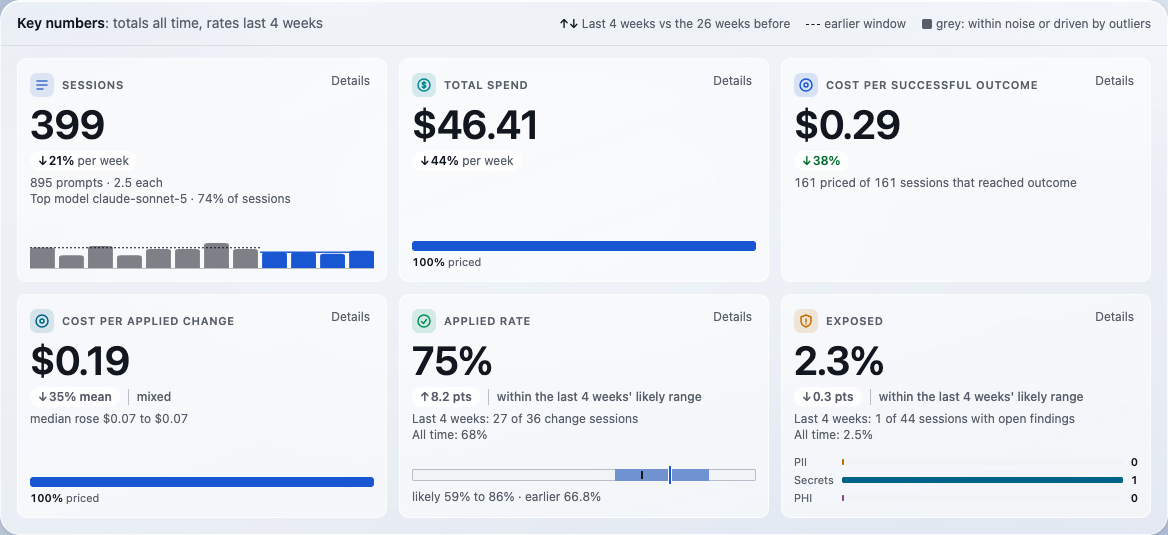 Key numbers: totals all time, rates last 4 weeks
↑↓ Last 4 weeks vs the 26 weeks before --- earlier window grey: within noise or driven by outliers
SESSIONS
Details
399
↓21% per week
895 prompts · 2.5 each
Top model claude-sonnet-5 · 74% of sessions
TOTAL SPEND
Details
$46.41
↓44% per week
100% priced
COST PER SUCCESSFUL OUTCOME
Details
$0.29
↓38%
161 priced of 161 sessions that reached outcome
COST PER APPLIED CHANGE
Details
$0.19
↓35% mean mixed
median rose $0.07 to $0.07
100% priced
APPLIED RATE
Details
75%
↑8.2 pts within the last 4 weeks' likely range
Last 4 weeks: 27 of 36 change sessions
All time: 68%
likely 59% to 86% · earlier 66.8%
EXPOSED
Details
2.3%
↓0.3 pts within the last 4 weeks' likely range
Last 4 weeks: 1 of 44 sessions with open findings
All time: 2.5%
PII 0
Secrets 1
PHI 0